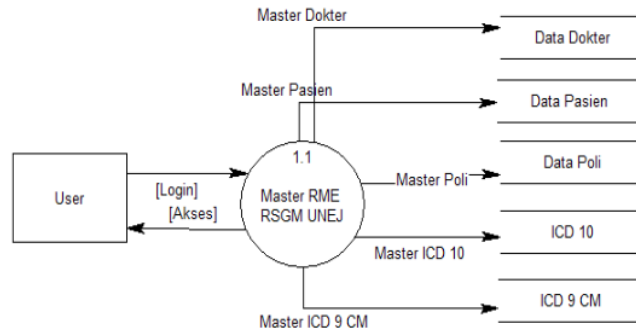 Master Dokter
Data Dokter
Master Pasien
Data Pasien
1.1
Data Poli
Master Poli
[Login]
User
Master RME
RSGM UNEJ
[Akses]
ICD 10
Master ICD 10
ICD 9 CM
Master ICD 9 CM